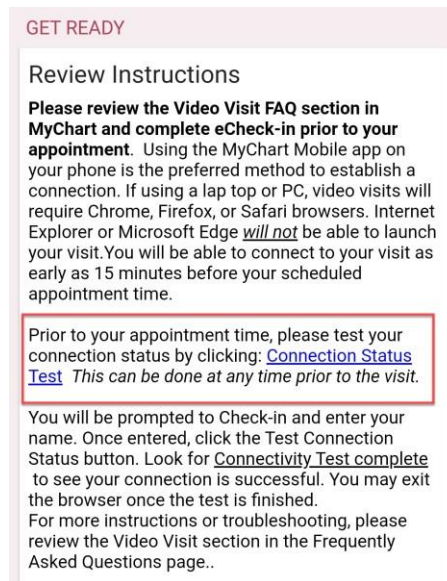 GET READY
Review Instructions
Please review the Video Visit FAQ section in
MyChart and complete eCheck-in prior to your
appointment.  Using the MyChart Mobile app on
your phone is the preferred method to establish a
connection. If using a lap top or PC, video visits will
require Chrome, Firefox, or Safari browsers. Internet
Explorer or Microsoft Edge will not be able to launch
your visit.You will be able to connect to your visit as
early as 15 minutes before your scheduled
appointment time.
Prior to your appointment time, please test your
connection status by clicking: Connection Status
Test  This can be done at any time prior to the visit.
You will be prompted to Check-in and enter your
name. Once entered, click the Test Connection
Status button. Look for Connectivity Test complete
to see your connection is successful. You may exit
the browser once the test is finished.
For more instructions or troubleshooting, please
review the Video Visit section in the Frequently
Asked Questions page..